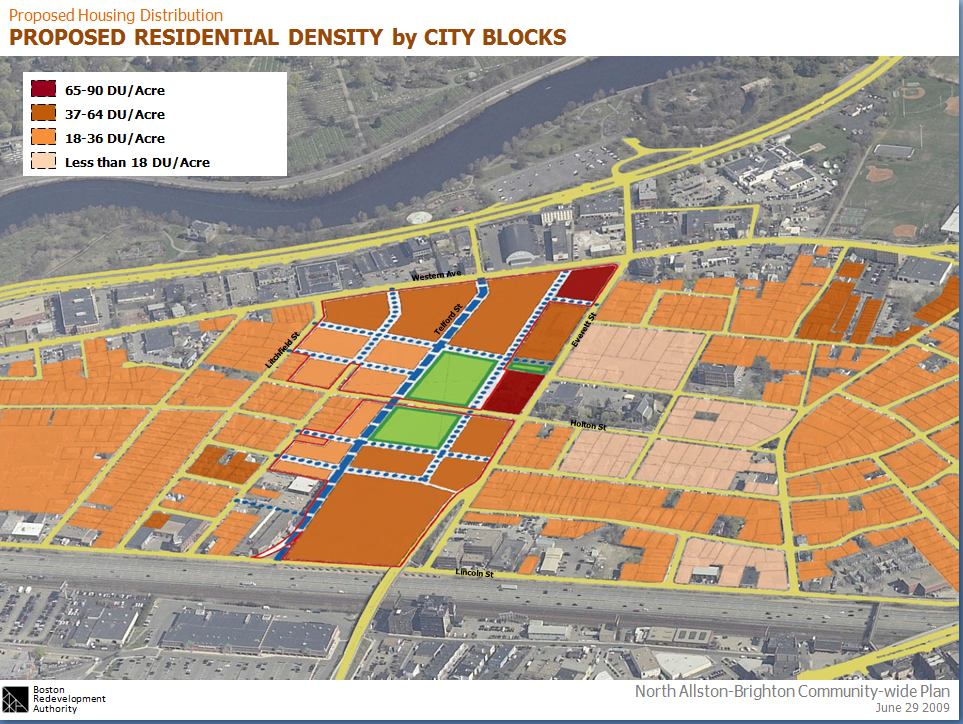 Proposed Housing Distribution
PROPOSED RESIDENTIAL DENSITY by CITY BLOCKS
65-90 DU/Acre
37-64 DU/Acre
18-36 DU/Acre
Less than 18 DU/Acre
Western Ave
Telford St
Litchfield St
Everett St
Holton St
Lincoln St
Boston
Redevelopment
Authority
North Allston-Brighton Community-wide Plan
June 29 2009